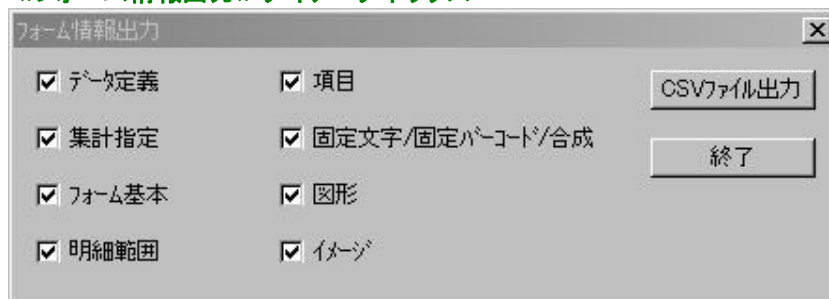 ﾌｫｰﾑ情報出力
データ定義
集計指定
ﾌｫｰﾑ基本
明細範囲
項目
固定文字/固定ﾊﾞｰｺｰﾄﾞ/合成
図形
ｲﾒｰｼﾞ
CSVﾌｧｲﾙ出力
終了